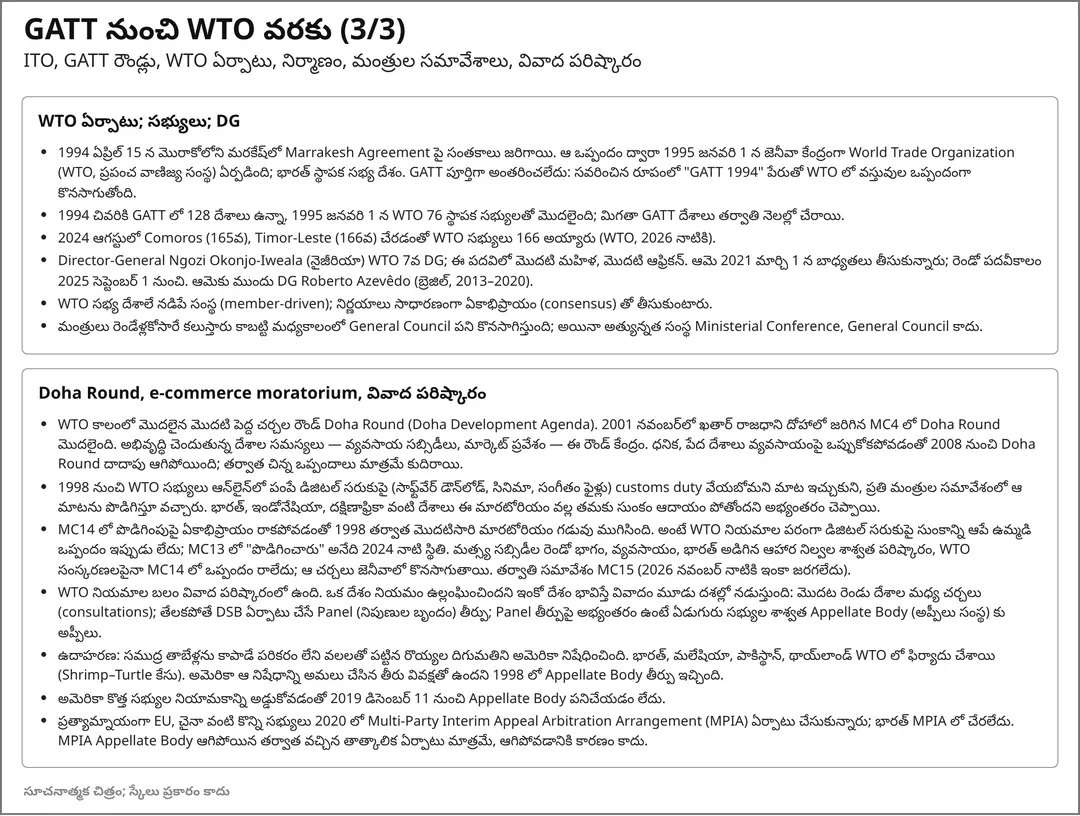 GATT నుంచి WTO వరకు (3/3)
ITO, GATT రౌండ్లు, WTO ఏర్పాటు, నిర్మాణం, మంత్రుల సమావేశాలు, వివాద పరిష్కారం
WTO ఏర్పాటు; సభ్యులు; DG
• 1994 ఏప్రిల్ 15 న మొరాకోలోని మరకేష్‌లో Marrakesh Agreement పై సంతకాలు జరిగాయి. ఆ ఒప్పందం ద్వారా 1995 జనవరి 1 న జెనీవా కేంద్రంగా World Trade Organization
(WTO, ప్రపంచ వాణిజ్య సంస్థ) ఏర్పడింది; భారత్ స్థాపక సభ్య దేశం. GATT పూర్తిగా అంతరించలేదు: సవరించిన రూపంలో "GATT 1994" పేరుతో WTO లో వస్తువుల ఒప్పందంగా
కొనసాగుతోంది.
• 1994 చివరికి GATT లో 128 దేశాలు ఉన్నా, 1995 జనవరి 1 న WTO 76 స్థాపక సభ్యులతో మొదలైంది; మిగతా GATT దేశాలు తర్వాతి నెలల్లో చేరాయి.
• 2024 ఆగస్టులో Comoros (165వ), Timor-Leste (166వ) చేరడంతో WTO సభ్యులు 166 అయ్యారు (WTO, 2026 నాటికి).
• Director-General Ngozi Okonjo-Iweala (నైజీరియా) WTO 7వ DG; ఈ పదవిలో మొదటి మహిళ, మొదటి ఆఫ్రికన్. ఆమె 2021 మార్చి 1 న బాధ్యతలు తీసుకున్నారు; రెండో పదవీకాలం
2025 సెప్టెంబర్ 1 నుంచి. ఆమెకు ముందు DG Roberto Azevêdo (బ్రెజిల్, 2013–2020).
• WTO సభ్య దేశాలే నడిపే సంస్థ (member-driven); నిర్ణయాలు సాధారణంగా ఏకాభిప్రాయం (consensus) తో తీసుకుంటారు.
• మంత్రులు రెండేళ్లకోసారే కలుస్తారు కాబట్టి మధ్యకాలంలో General Council పని కొనసాగిస్తుంది; అయినా అత్యున్నత సంస్థ Ministerial Conference, General Council కాదు.
Doha Round, e-commerce moratorium, వివాద పరిష్కారం
• WTO కాలంలో మొదలైన మొదటి పెద్ద చర్చల రౌండ్ Doha Round (Doha Development Agenda). 2001 నవంబర్‌లో ఖతార్ రాజధాని దోహాలో జరిగిన MC4 లో Doha Round
మొదలైంది. అభివృద్ధి చెందుతున్న దేశాల సమస్యలు — వ్యవసాయ సబ్సిడీలు, మార్కెట్ ప్రవేశం — ఈ రౌండ్ కేంద్రం. ధనిక, పేద దేశాలు వ్యవసాయంపై ఒప్పుకోకపోవడంతో 2008 నుంచి Doha
Round దాదాపు ఆగిపోయింది; తర్వాత చిన్న ఒప్పందాలు మాత్రమే కుదిరాయి.
• 1998 నుంచి WTO సభ్యులు ఆన్‌లైన్‌లో పంపే డిజిటల్ సరుకుపై (సాఫ్ట్‌వేర్ డౌన్‌లోడ్, సినిమా, సంగీతం ఫైళ్లు) customs duty వేయబోమని మాట ఇచ్చుకుని, ప్రతి మంత్రుల సమావేశంలో ఆ
మాటను పొడిగిస్తూ వచ్చారు. భారత్, ఇండోనేషియా, దక్షిణాఫ్రికా వంటి దేశాలు ఈ మారటోరియం వల్ల తమకు సుంకం ఆదాయం పోతోందని అభ్యంతరం చెప్పాయి.
• MC14 లో పొడిగింపుపై ఏకాభిప్రాయం రాకపోవడంతో 1998 తర్వాత మొదటిసారి మారటోరియం గడువు ముగిసింది. అంటే WTO నియమాల పరంగా డిజిటల్ సరుకుపై సుంకాన్ని ఆపే ఉమ్మడి
ఒప్పందం ఇప్పుడు లేదు; MC13 లో "పొడిగించారు" అనేది 2024 నాటి స్థితి. మత్స్య సబ్సిడీల రెండో భాగం, వ్యవసాయం, భారత్ అడిగిన ఆహార నిల్వల శాశ్వత పరిష్కారం, WTO
సంస్కరణలపైనా MC14 లో ఒప్పందం రాలేదు; ఆ చర్చలు జెనీవాలో కొనసాగుతాయి. తర్వాతి సమావేశం MC15 (2026 నవంబర్ నాటికి ఇంకా జరగలేదు).
• WTO నియమాల బలం వివాద పరిష్కారంలో ఉంది. ఒక దేశం నియమం ఉల్లంఘించిందని ఇంకో దేశం భావిస్తే వివాదం మూడు దశల్లో నడుస్తుంది: మొదట రెండు దేశాల మధ్య చర్చలు
(consultations); తేలకపోతే DSB ఏర్పాటు చేసే Panel (నిపుణుల బృందం) తీర్పు; Panel తీర్పుపై అభ్యంతరం ఉంటే ఏడుగురు సభ్యుల శాశ్వత Appellate Body (అప్పీలు సంస్థ) కు
అప్పీలు.
• ఉదాహరణ: సముద్ర తాబేళ్లను కాపాడే పరికరం లేని వలలతో పట్టిన రొయ్యల దిగుమతిని అమెరికా నిషేధించింది. భారత్, మలేషియా, పాకిస్థాన్, థాయ్‌లాండ్ WTO లో ఫిర్యాదు చేశాయి
(Shrimp–Turtle కేసు). అమెరికా ఆ నిషేధాన్ని అమలు చేసిన తీరు వివక్షతో ఉందని 1998 లో Appellate Body తీర్పు ఇచ్చింది.
• అమెరికా కొత్త సభ్యుల నియామకాన్ని అడ్డుకోవడంతో 2019 డిసెంబర్ 11 నుంచి Appellate Body పనిచేయడం లేదు.
• ప్రత్యామ్నాయంగా EU, చైనా వంటి కొన్ని సభ్యులు 2020 లో Multi-Party Interim Appeal Arbitration Arrangement (MPIA) ఏర్పాటు చేసుకున్నారు; భారత్ MPIA లో చేరలేదు.
MPIA Appellate Body ఆగిపోయిన తర్వాత వచ్చిన తాత్కాలిక ఏర్పాటు మాత్రమే, ఆగిపోవడానికి కారణం కాదు.
సూచనాత్మక చిత్రం; స్కేలు ప్రకారం కాదు